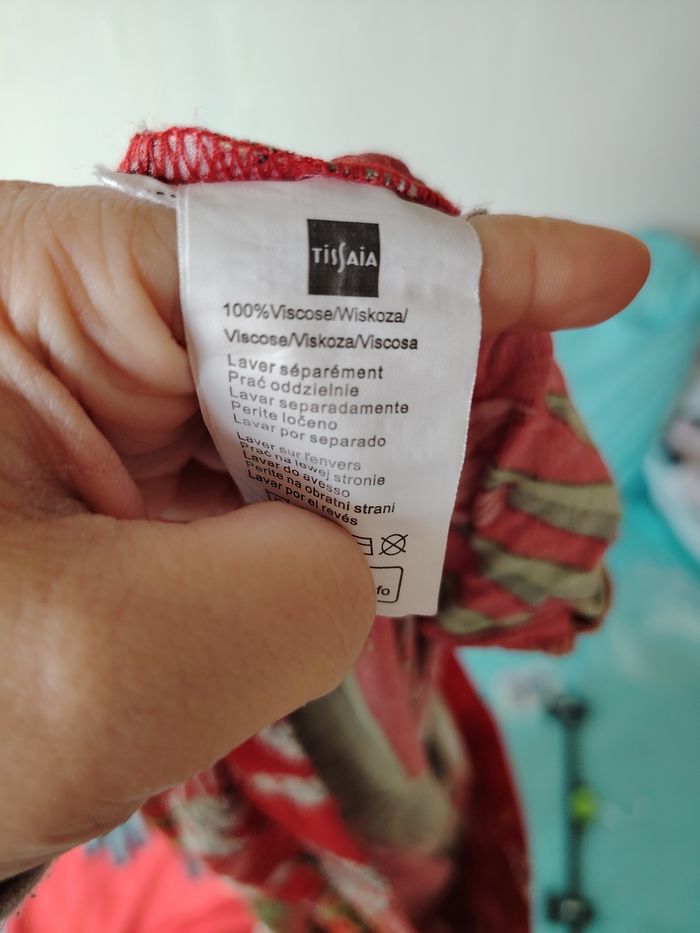 TISSAIA
100%Viscose/Wiskoza/
Viscose/Viskoza/Viscosa
Laver séparément
Prać oddzielnie
Lavar separadamente
Perite ločeno
Lavar por separado
Laver sur l'envers
Prać na lewej stronie
Lavar do avesso
Perite na obratni strani
Lavar por el revés
fo